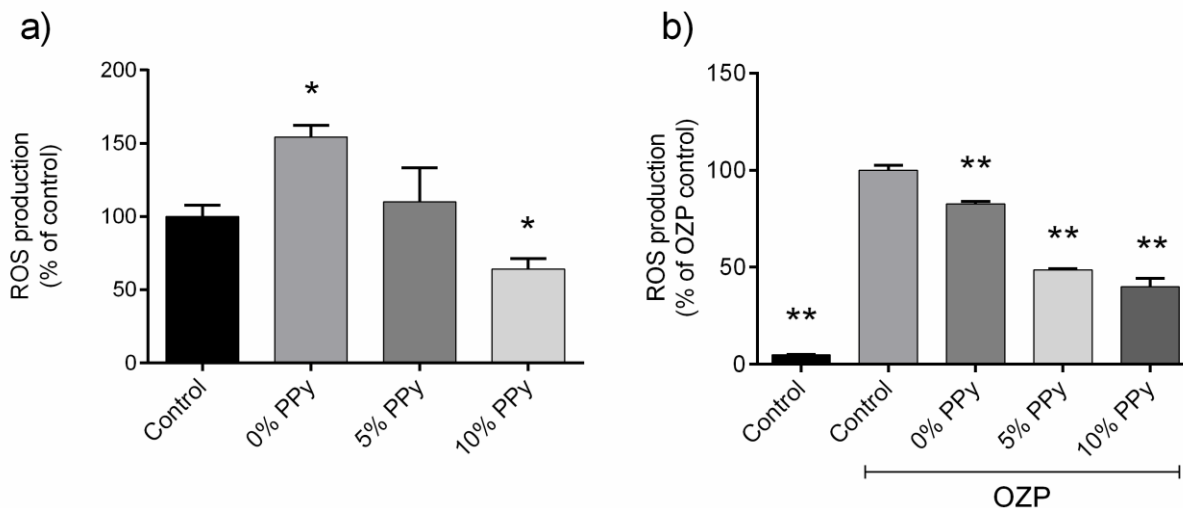 a)
ROS production
(% of control)
200
150
100
50
0
*
*
Control
0% PPy
5% PPy
10% PPy
b)
ROS production
(% of OZP control)
150
100
50
0
**
**
**
**
Control
Control
0% PPy
5% PPy
10% PPy
OZP